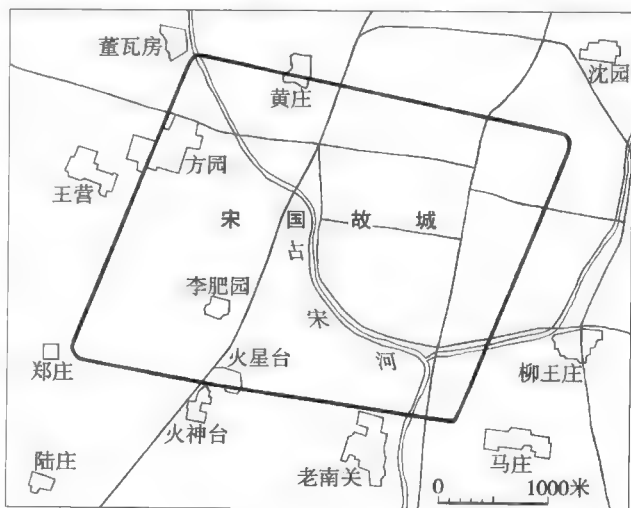 董瓦房
黄庄
沈园
方园
王营
宋国故城
占
宋
河
李肥园
火星台
郑庄
火神台
柳王庄
陆庄
老南关
马庄
0 1000米